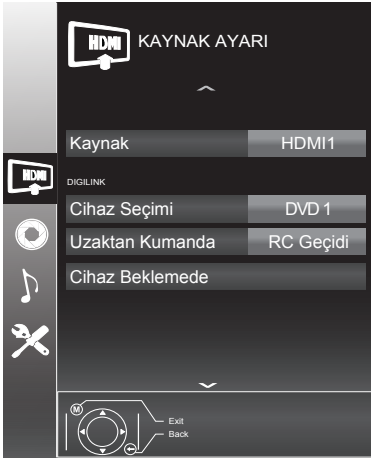 HDMI KAYNAK AYARI
Kaynak HDMI1
HDMI
DIGILINK
Cihaz Seçimi DVD 1
Uzaktan Kumanda RC Geçidi
Cihaz Beklemede
M
Exit
Back